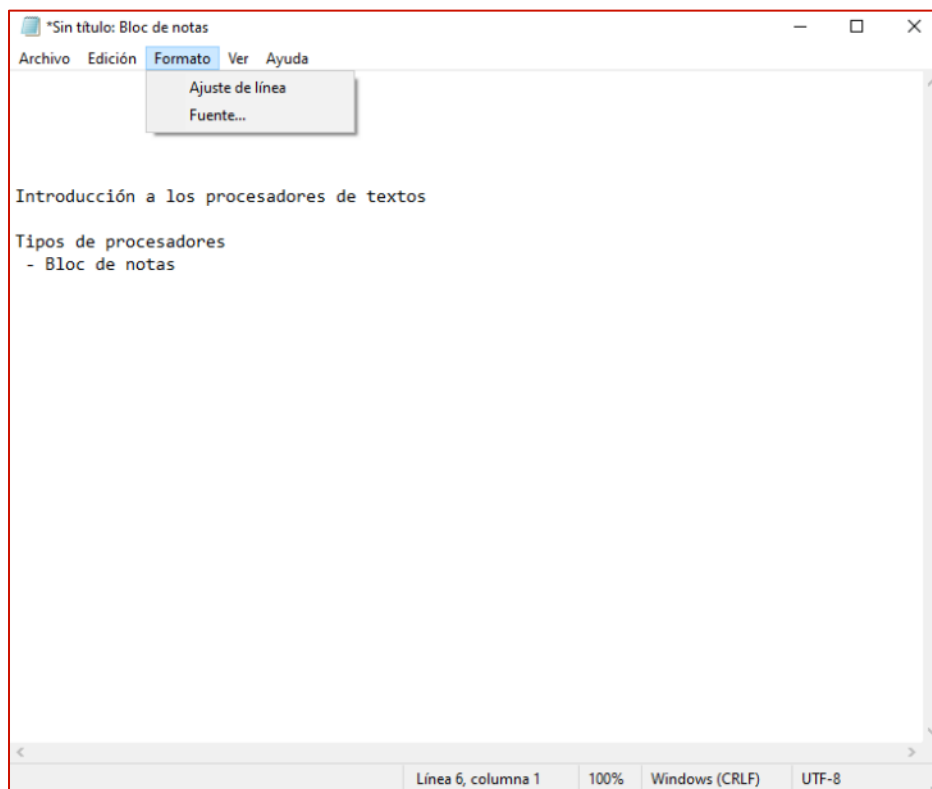 *Sin título: Bloc de notas
Archivo Edición Formato Ver Ayuda
Ajuste de línea
Fuente...
Introducción a los procesadores de textos
Tipos de procesadores
- Bloc de notas
Línea 6, columna 1 100% Windows (CRLF) UTF-8